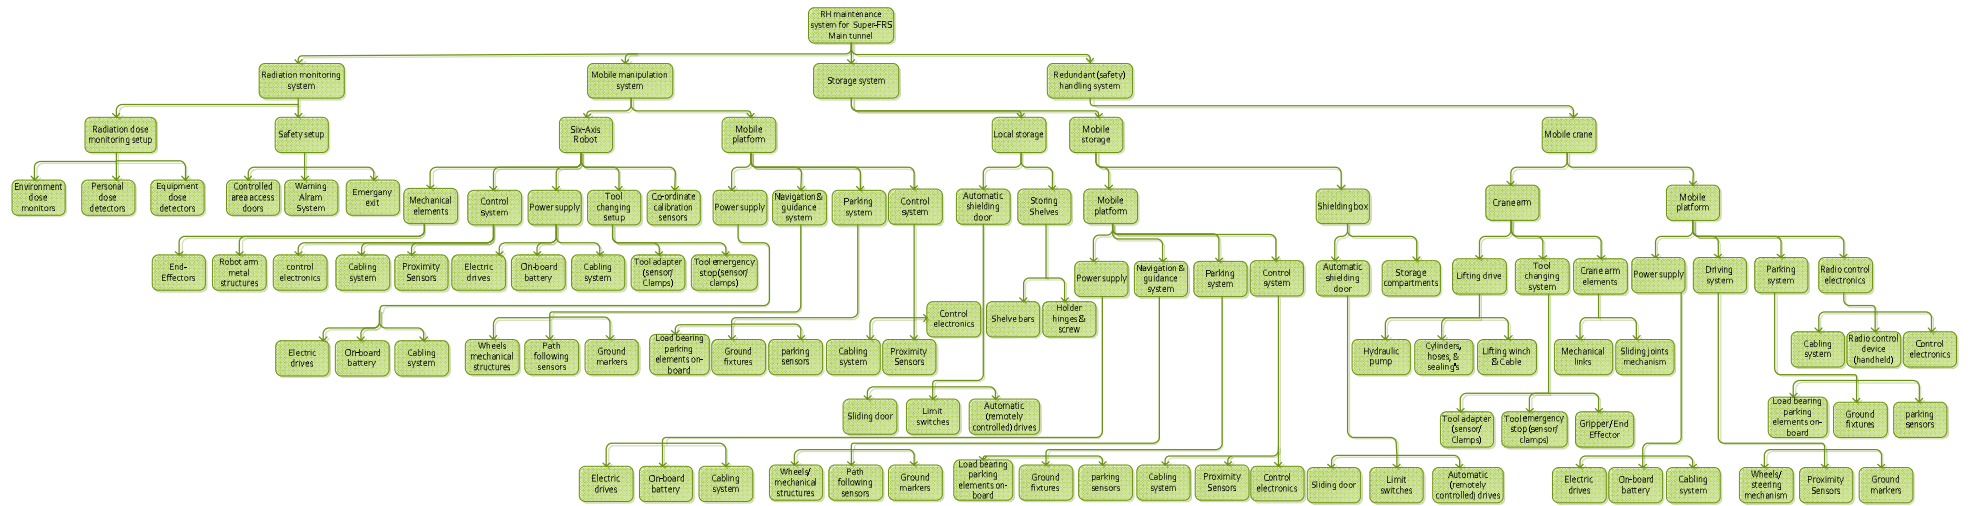 RH maintenance
system for Super-FRS
Main tunnel
Radiation monitoring
system
Mobile manipulation
system
Storage system
Redundant (safety)
handling system
Radiation dose
monitoring setup
Safety setup
Six-Axis
Robot
Mobile
platform
Local storage
Mobile
storage
Mobile crane
Environment
dose
monitors
Personal
dose
detectors
Equipment
dose
detectors
Controlled
area access
doors
Warning
Alram
System
Emergany
exit
Mechanical
elements
Control
system
Power supply
Tool
changing
setup
Co-ordinate
calibration
sensors
Power supply
Navigation &
guidance
system
Parking
system
Control
system
Automatic
shielding
door
Storing
Shelves
Mobile
platform
Shielding box
Crane arm
Mobile
platform
End-
Effectors
Robot arm
metal
structures
control
electronics
Cabling
system
Proximity
Sensors
Electric
drives
On-board
battery
Cabling
system
Tool adapter
(sensor/
Clamps)
Tool emergency
stop (sensor/
clamps)
Power supply
Navigation &
guidance
system
Parking
system
Control
system
Automatic
shielding
door
Storage
compartments
Lifting drive
Tool
changing
system
Crane arm
elements
Power supply
Driving
system
Parking
system
Radio control
electronics
Control
electronics
Shelve bars
Holder
hinges &
screw
Electric
drives
On-board
battery
Cabling
system
Wheels
mechanical
structures
Path
following
sensors
Ground
markers
Load bearing
parking
elements on-
board
Ground
fixtures
parking
sensors
Cabling
system
Proximity
Sensors
Hydraulic
pump
Cylinders,
hoses, &
sealing's
Lifting winch
& Cable
Mechanical
links
Sliding joints
mechanism
Cabling
system
Radio control
device
(handheld)
Control
electronics
Sliding door
Limit
switches
Automatic
(remotely
controlled) drives
Tool adapter
(sensor/
Clamps)
Tool emergency
stop (sensor/
clamps)
Gripper/End
Effector
Load bearing
parking
elements on-
board
Ground
fixtures
parking
sensors
Electric
drives
On-board
battery
Cabling
system
Wheels/
mechanical
structures
Path
following
sensors
Ground
markers
Load bearing
parking
elements on-
board
Ground
fixtures
parking
sensors
Cabling
system
Proximity
Sensors
Control
electronics
Sliding door
Limit
switches
Automatic
(remotely
controlled) drives
Electric
drives
On-board
battery
Cabling
system
Wheels/
steering
mechanism
Proximity
Sensors
Ground
markers